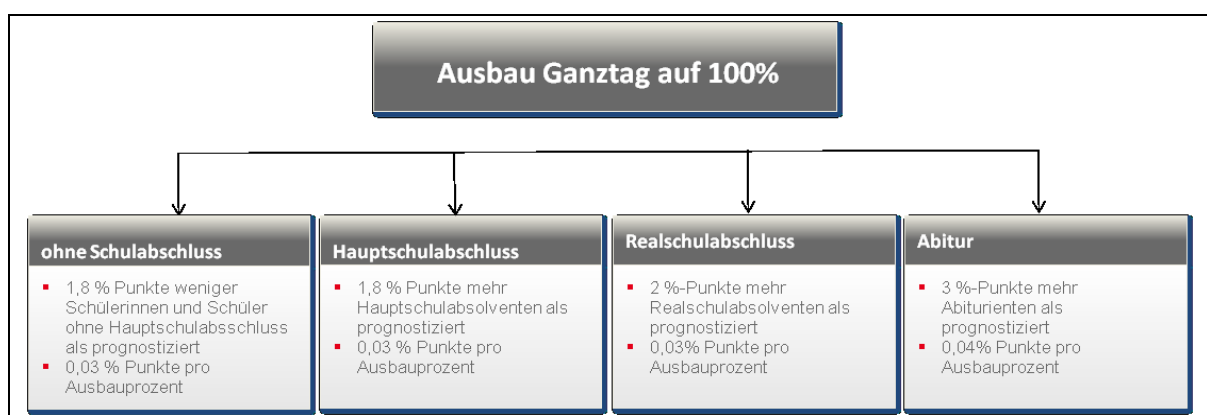 Ausbau Ganztag auf 100%
ohne Schulabschluss
1,8 % Punkte weniger
Schülerinnen und Schüler
ohne Hauptschulabsschluss
als prognostiziert
0,03 % Punkte pro
Ausbauprozent
Hauptschulabschluss
1,8 % Punkte mehr
Hauptschulabsolventen als
prognostiziert
0,03 % Punkte pro
Ausbauprozent
Realschulabschluss
2 %-Punkte mehr
Realschulabsolventen als
prognostiziert
0,03% Punkte pro
Ausbauprozent
Abitur
3 %-Punkte mehr
Abiturienten als
prognostiziert
0,04% Punkte pro
Ausbauprozent